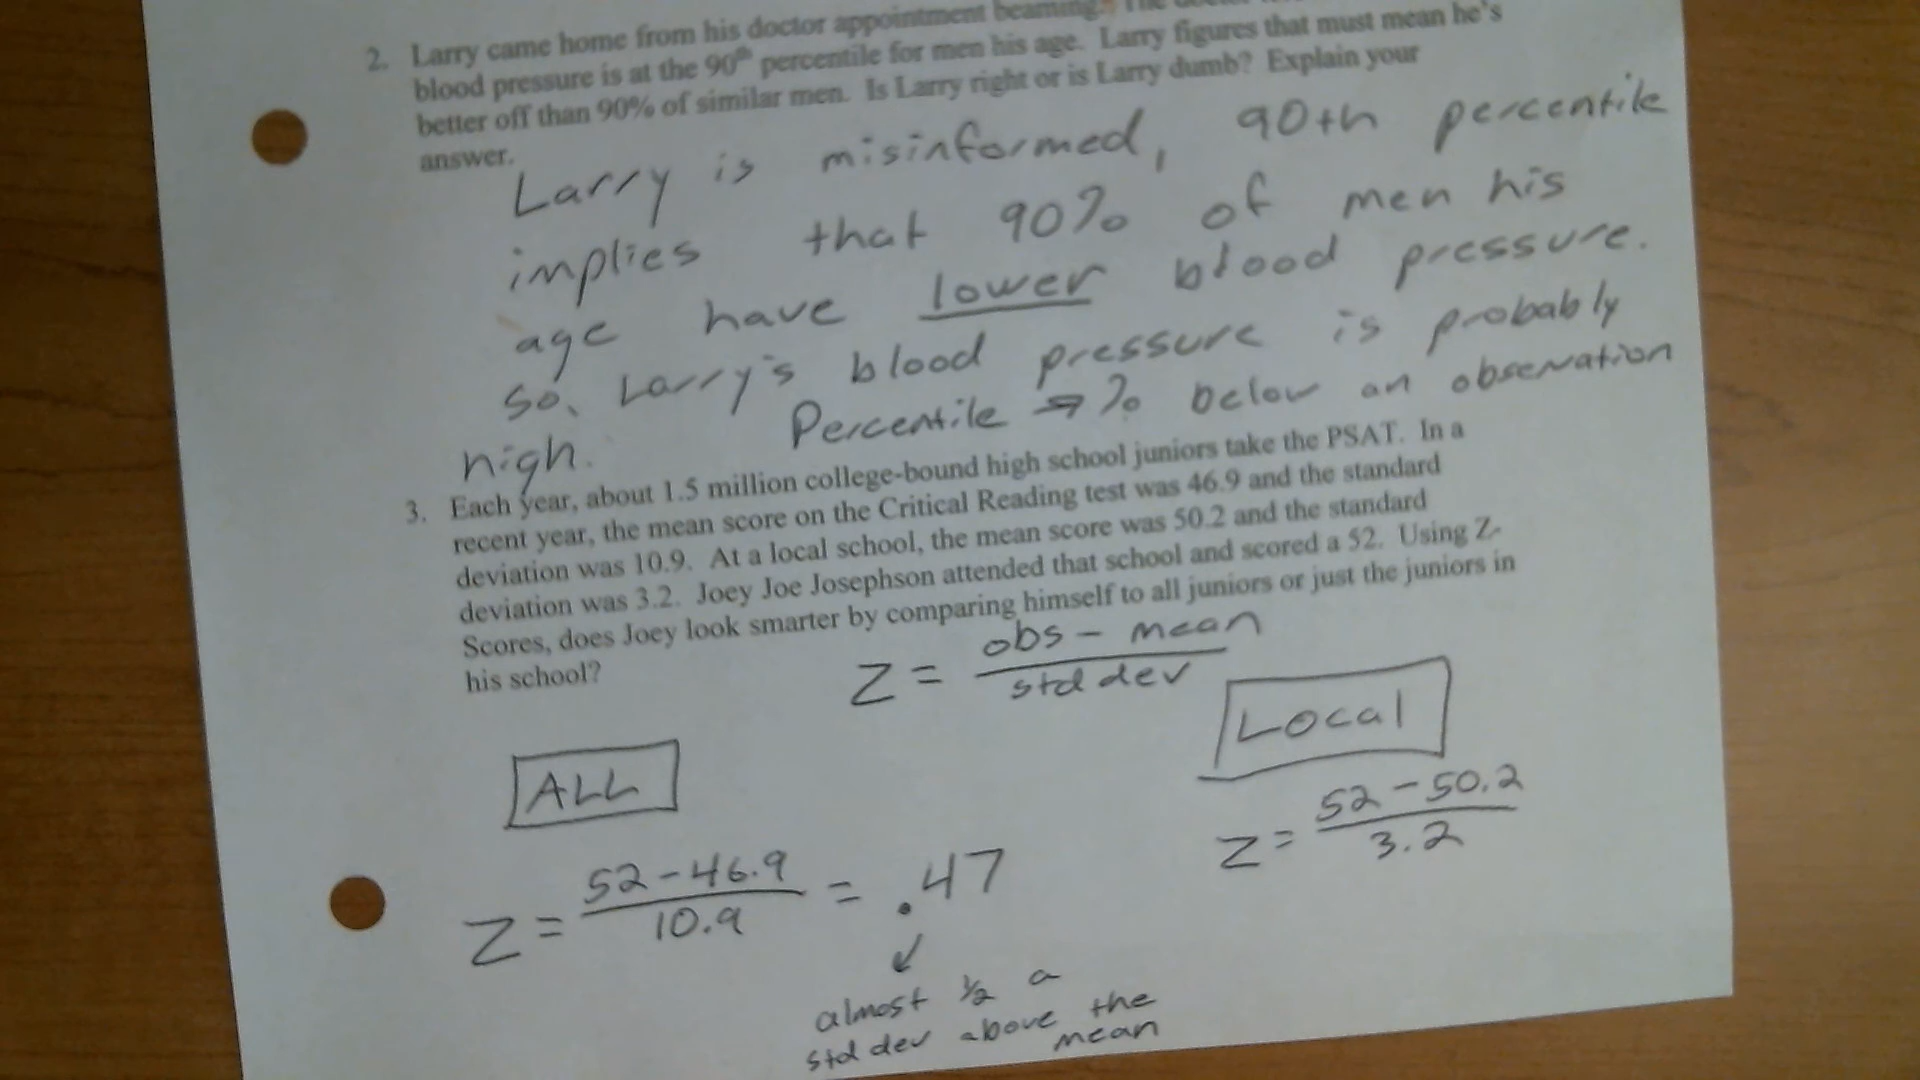 2. Larry came home from his doctor appointment beaming. The
blood pressure is at the 90th percentile for men his age. Larry figures that must mean he's
better off than 90% of similar men. Is Larry right or is Larry dumb? Explain your
answer.
Larry is misinformed, 90th percentile
implies that 90% of men his
age have lower blood pressure.
so, Larry's blood pressure is probably
high.
Percentile → % below an observation
3. Each year, about 1.5 million college-bound high school juniors take the PSAT. In a
recent year, the mean score on the Critical Reading test was 46.9 and the standard
deviation was 10.9. At a local school, the mean score was 50.2 and the standard
deviation was 3.2. Joey Joe Josephson attended that school and scored a 52. Using Z-
Scores, does Joey look smarter by comparing himself to all juniors or just the juniors in
his school?
Z = obs - mean / std dev
Local
ALL
Z = 52 - 50.2 / 3.2
Z = 52 - 46.9 / 10.9 = .47
↓
almost 1/2 a
std dev above the
mean